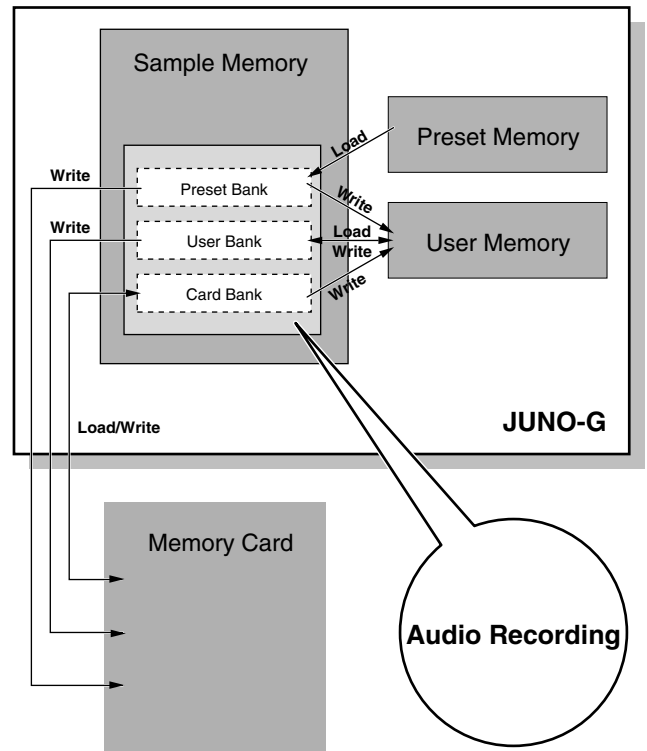 Sample Memory
Preset Memory
Load
Write
Preset Bank
Write
Write
User Bank
Load
Write
User Memory
Card Bank
Write
Load/Write
JUNO-G
Memory Card
Audio Recording